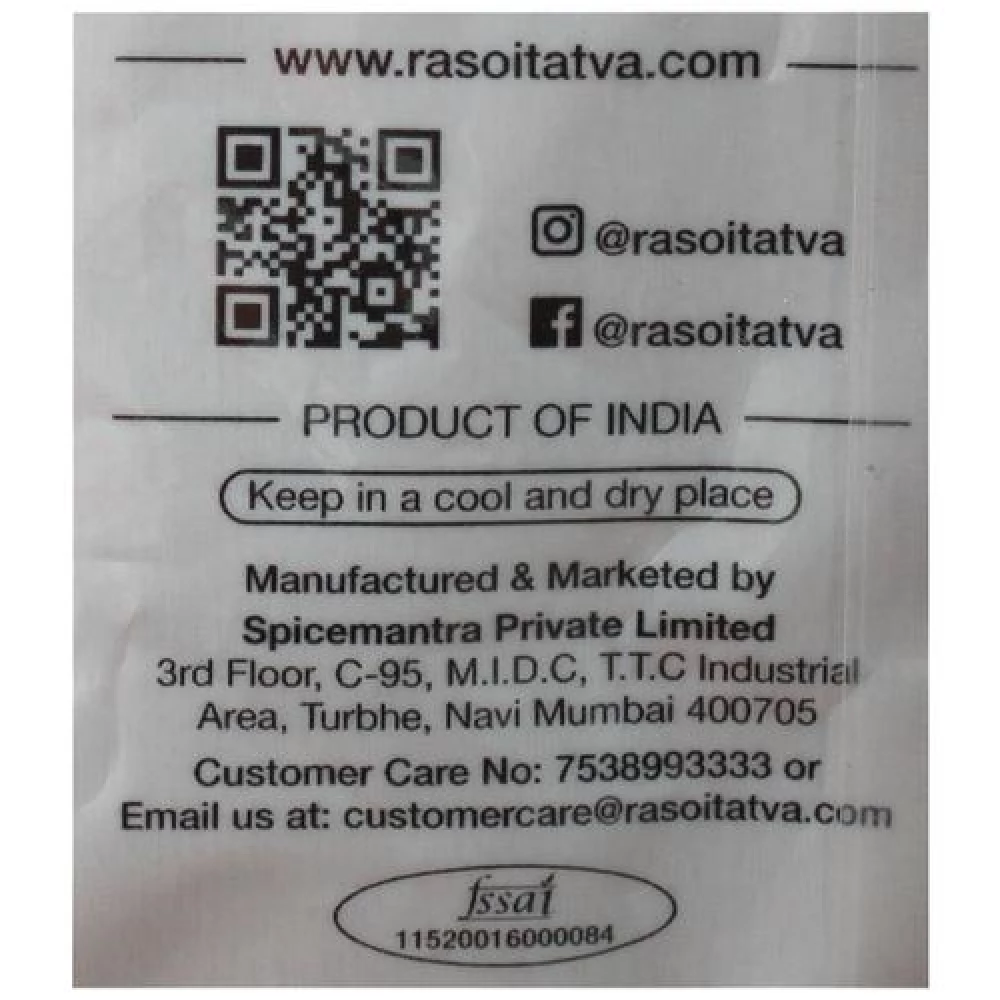 www.rasoitatva.com
@rasoitatva
@rasoitatva
PRODUCT OF INDIA
Keep in a cool and dry place
Manufactured & Marketed by
Spicemantra Private Limited
3rd Floor, C-95, M.I.D.C, T.T.C Industrial
Area, Turbhe, Navi Mumbai 400705
Customer Care No: 7538993333 or
Email us at: customercare@rasoitatva.com
fssai
11520016000084